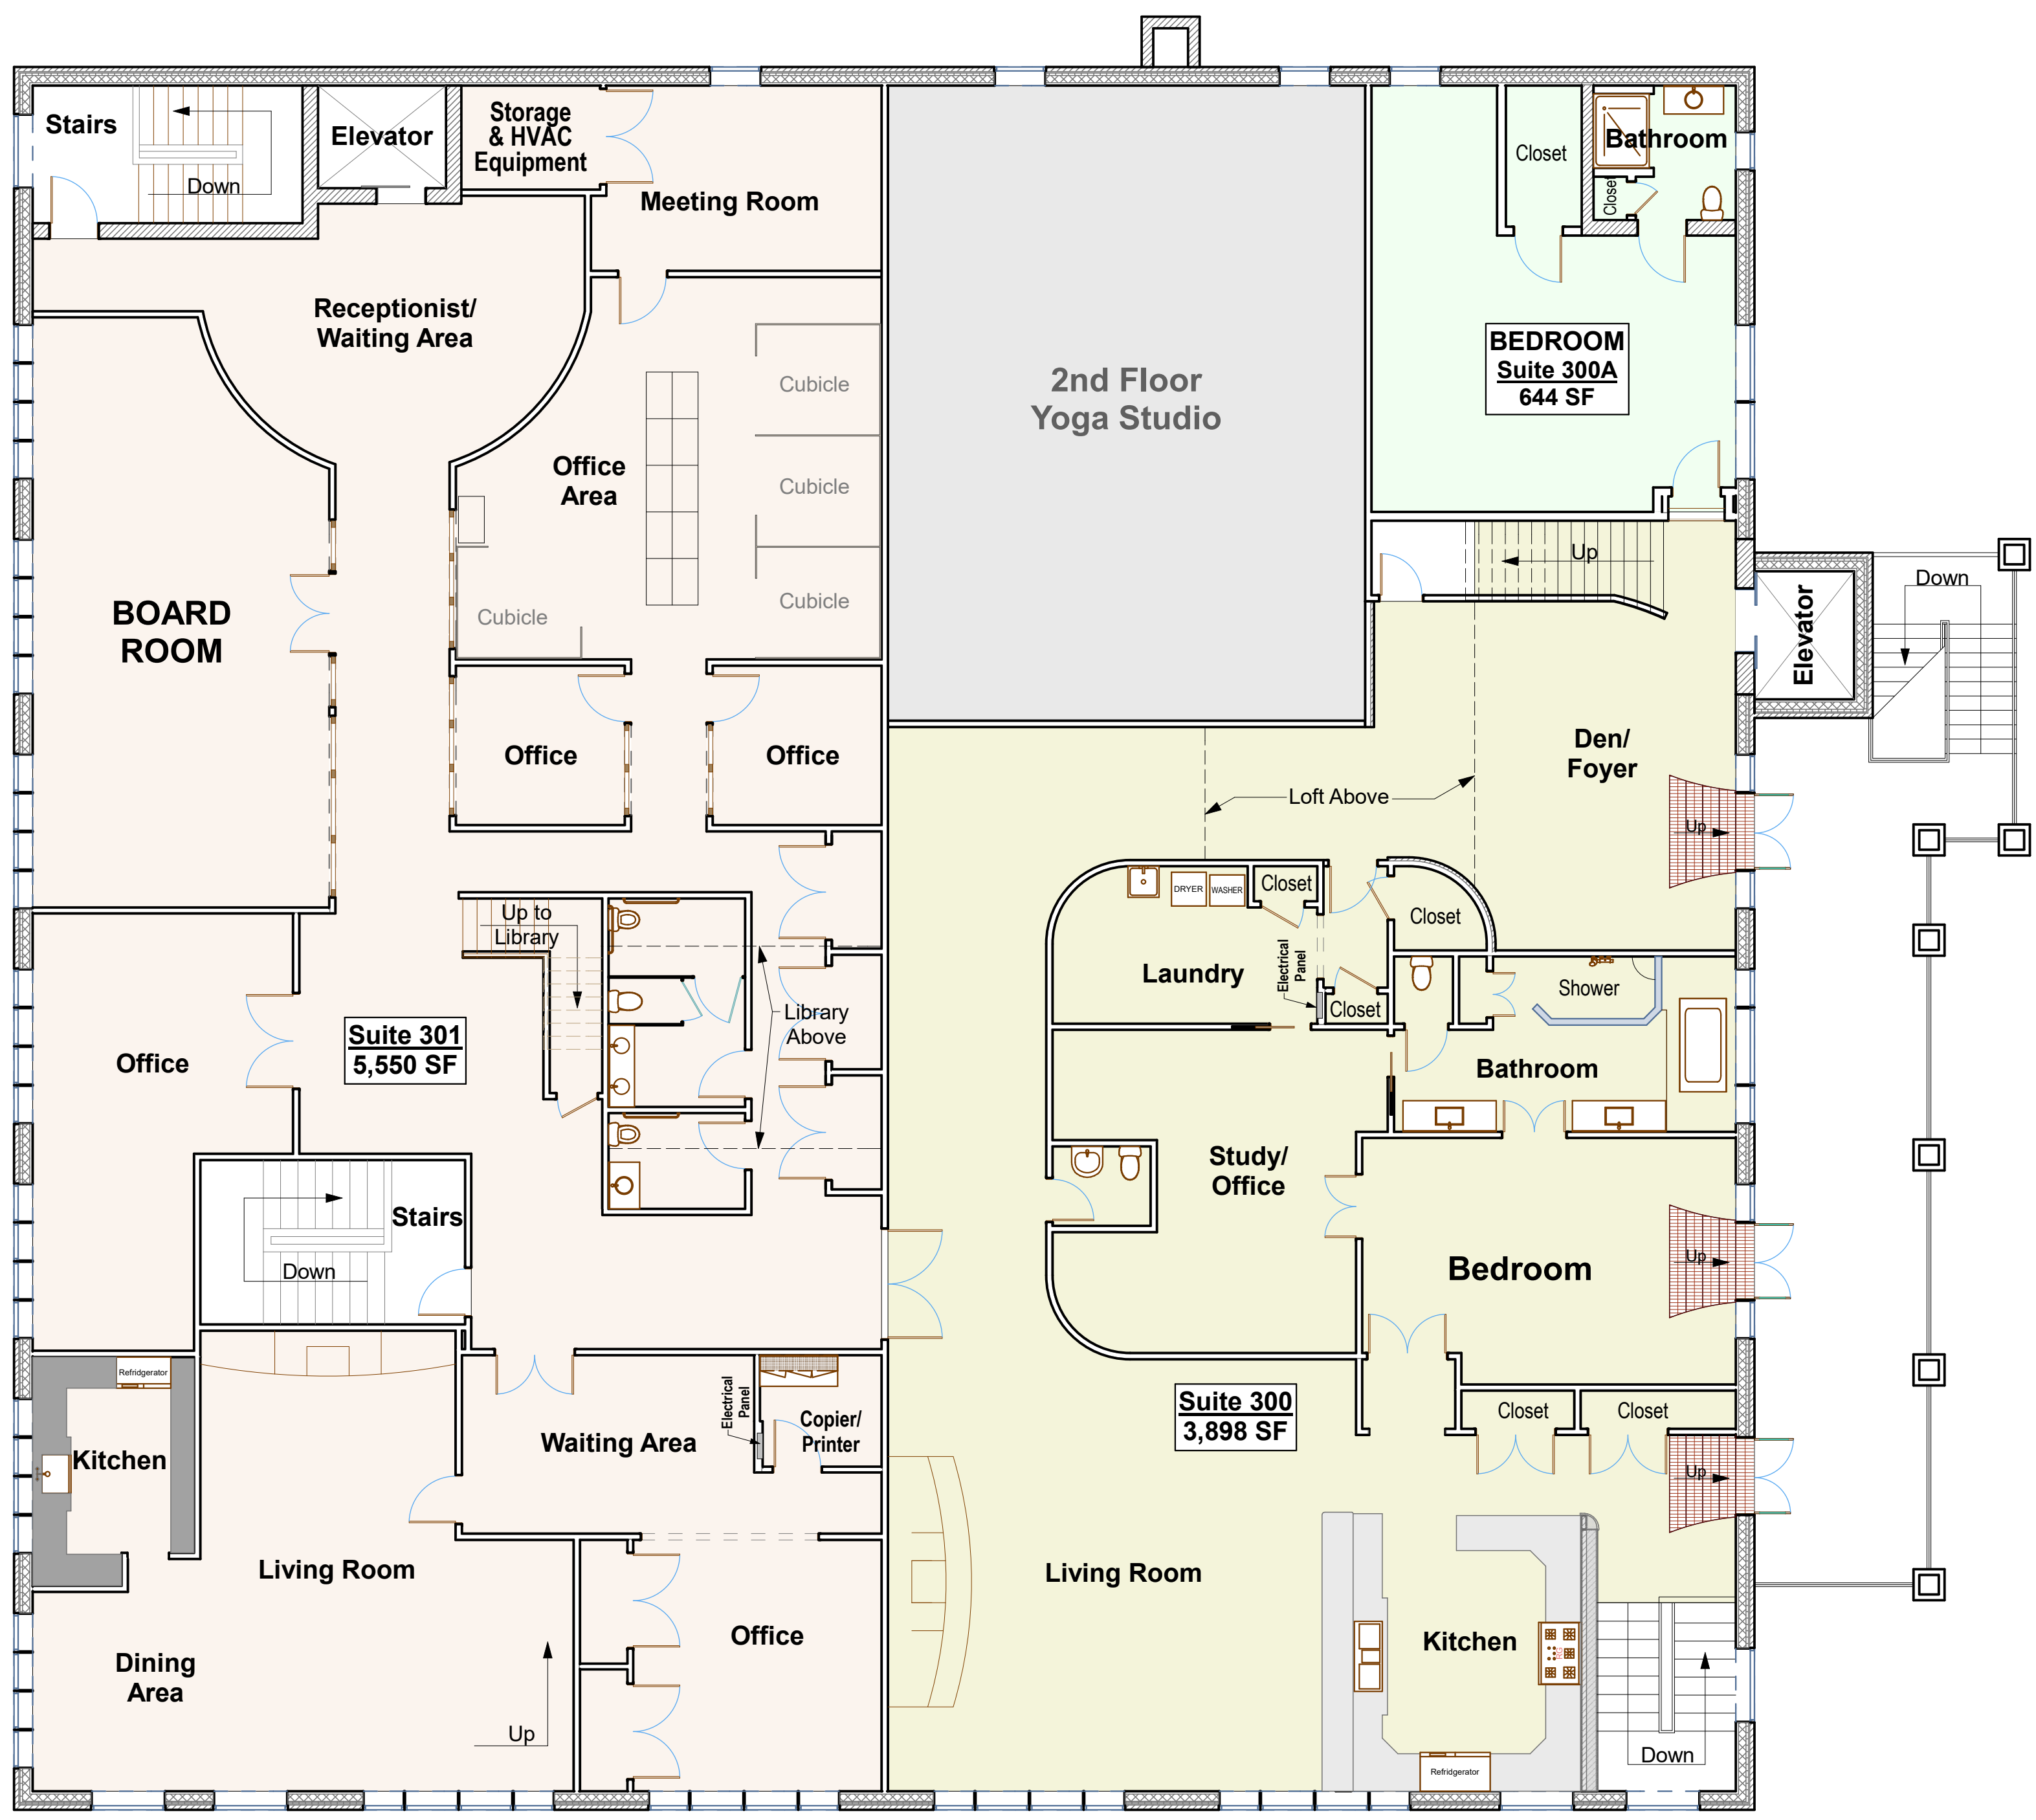 Stairs
Down
Elevator
Storage
& HVAC
Equipment
Meeting Room
Closet
Bathroom
Closet
Receptionist/
Waiting Area
Cubicle
2nd Floor
Yoga Studio
BEDROOM
Suite 300A
644 SF
Office
Area
Cubicle
Cubicle
Cubicle
BOARD
ROOM
Up
Elevator
Down
Office
Office
Den/
Foyer
Loft Above
Up
DRYER
WASHER
Closet
Closet
Up to
Library
Laundry
Electrical
Panel
Closet
Shower
Library
Above
Suite 301
5,550 SF
Office
Bathroom
Study/
Office
Stairs
Down
Bedroom
Up
Refridgerator
Kitchen
Waiting Area
Electrical
Panel
Copier/
Printer
Suite 300
3,898 SF
Closet
Closet
Up
Living Room
Living Room
Dining
Area
Office
Up
Kitchen
Refridgerator
Down